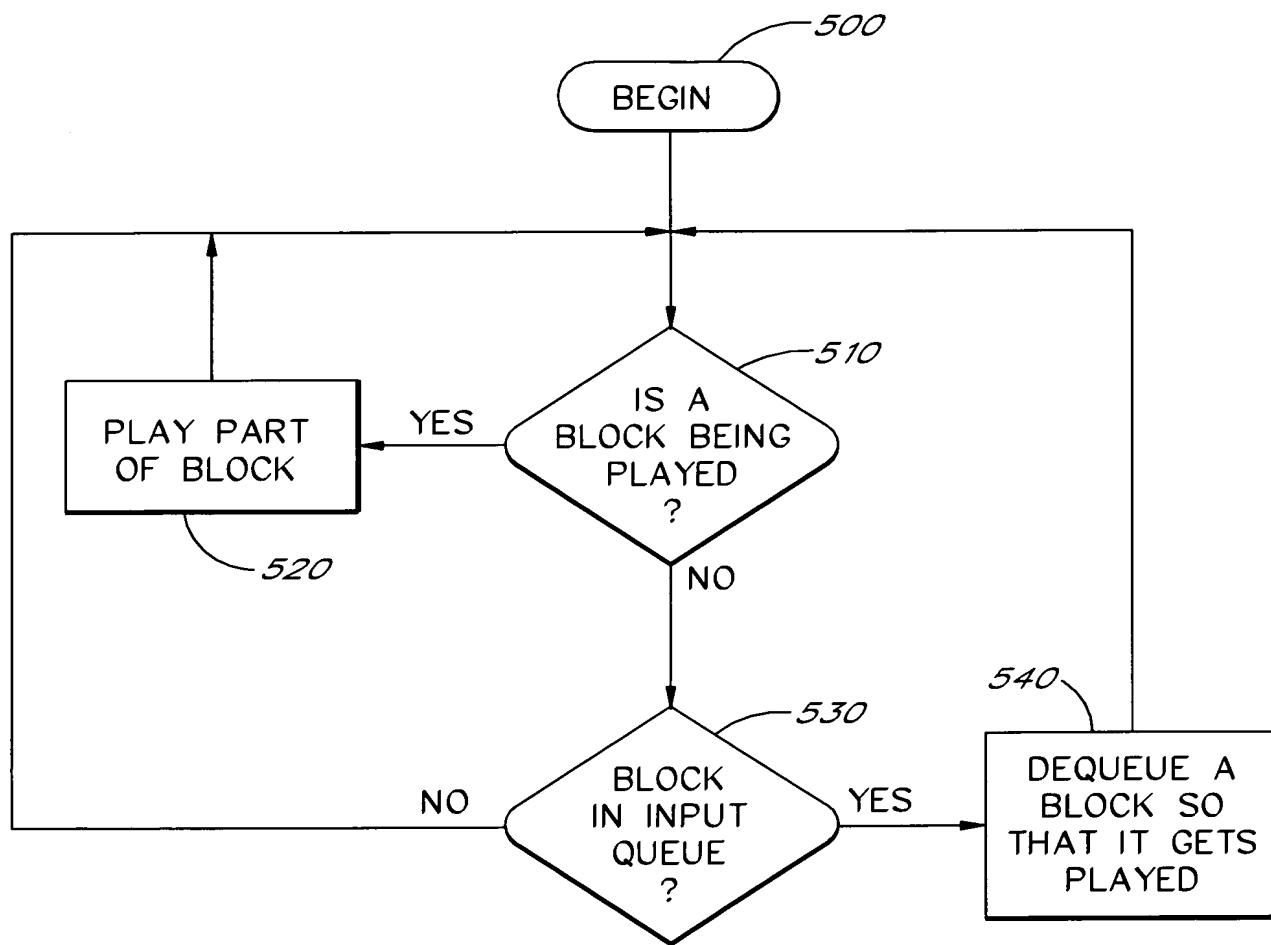 500
BEGIN
510
IS A
BLOCK BEING
PLAYED
?
YES
PLAY PART
OF BLOCK
520
NO
530
540
BLOCK
IN INPUT
QUEUE
?
NO
YES
DEQUEUE A
BLOCK SO
THAT IT GETS
PLAYED